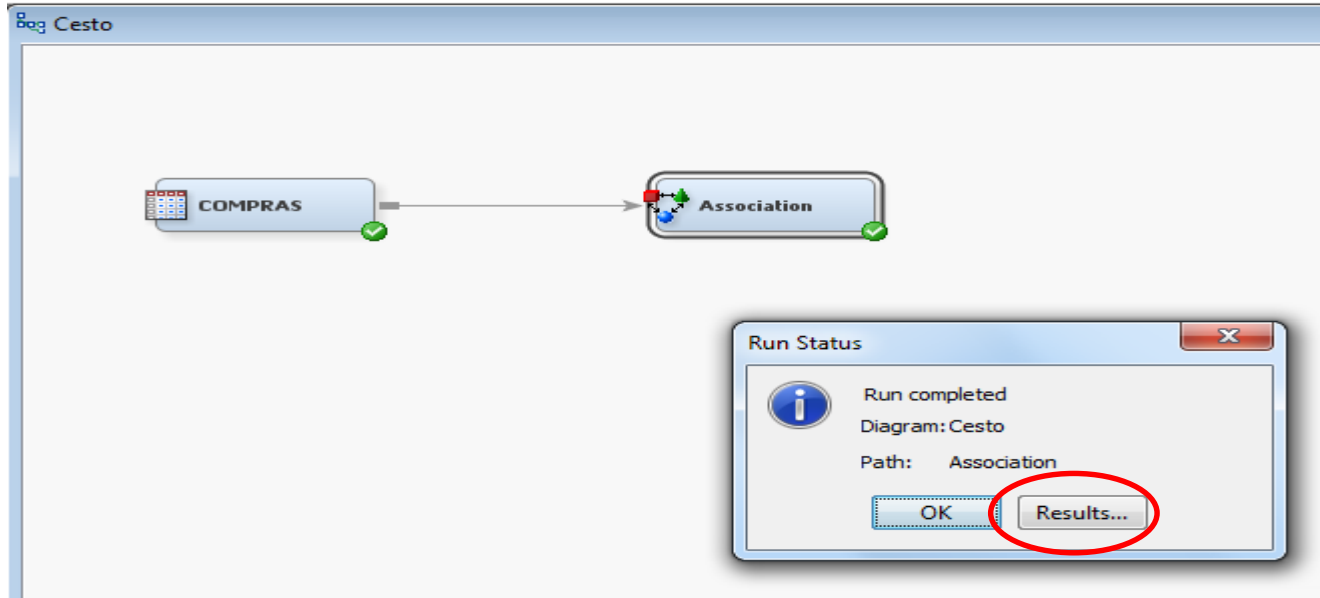 Cesto
COMPRAS
Association
Run Status
Run completed
Diagram: Cesto
Path: Association
OK
Results...